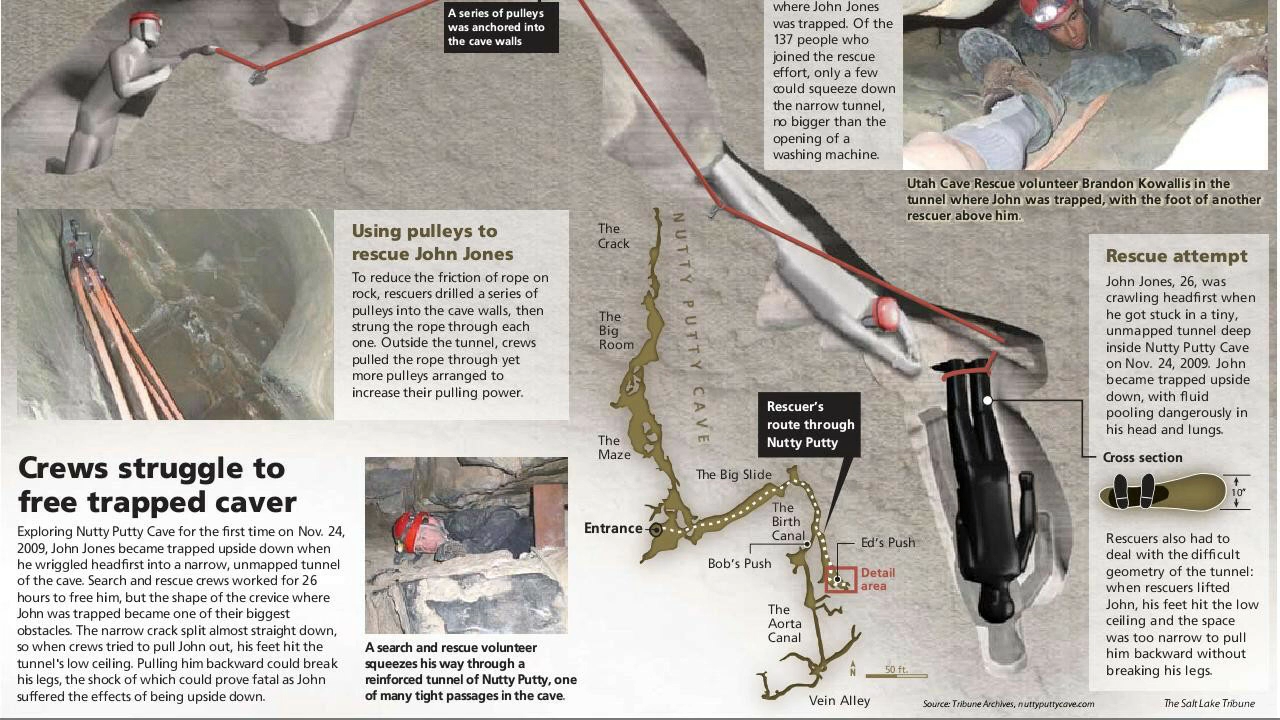 A series of pulleys
was anchored into
the cave walls
where John Jones
was trapped. Of the
137 people who
joined the rescue
effort, only a few
could squeeze down
the narrow tunnel,
no bigger than the
opening of a
washing machine.
Utah Cave Rescue volunteer Brandon Kowallis in the
tunnel where John was trapped, with the foot of another
rescuer above him.
Using pulleys to
rescue John Jones
To reduce the friction of rope on
rock, rescuers drilled a series of
pulleys into the cave walls, then
strung the rope through each
one. Outside the tunnel, crews
pulled the rope through yet
more pulleys arranged to
increase their pulling power.
Crews struggle to
free trapped caver
Exploring Nutty Putty Cave for the first time on Nov. 24,
2009, John Jones became trapped upside down when
he wriggled headfirst into a narrow, unmapped tunnel
of the cave. Search and rescue crews worked for 26
hours to free him, but the shape of the crevice where
John was trapped became one of their biggest
obstacles. The narrow crack split almost straight down,
so when crews tried to pull John out, his feet hit the
tunnel's low ceiling. Pulling him backward could break
his legs, the shock of which could prove fatal as John
suffered the effects of being upside down.
A search and rescue volunteer
squeezes his way through a
reinforced tunnel of Nutty Putty, one
of many tight passages in the cave.
NUTTY PUTTY CAVE
The
Crack
The
Big
Room
The
Maze
The Big Slide
Entrance
The
Birth
Canal
Bob's Push
Rescuer's
route through
Nutty Putty
Ed's Push
Detail
area
The
Aorta
Canal
Vein Alley
N
50 ft.
Rescue attempt
John Jones, 26, was
crawling headfirst when
he got stuck in a tiny,
unmapped tunnel deep
inside Nutty Putty Cave
on Nov. 24, 2009. John
became trapped upside
down, with fluid
pooling dangerously in
his head and lungs.
Cross section
10"
Rescuers also had to
deal with the difficult
geometry of the tunnel:
when rescuers lifted
John, his feet hit the low
ceiling and the space
was too narrow to pull
him backward without
breaking his legs.
Source: Tribune Archives, nuttyputtycave.com
The Salt Lake Tribune